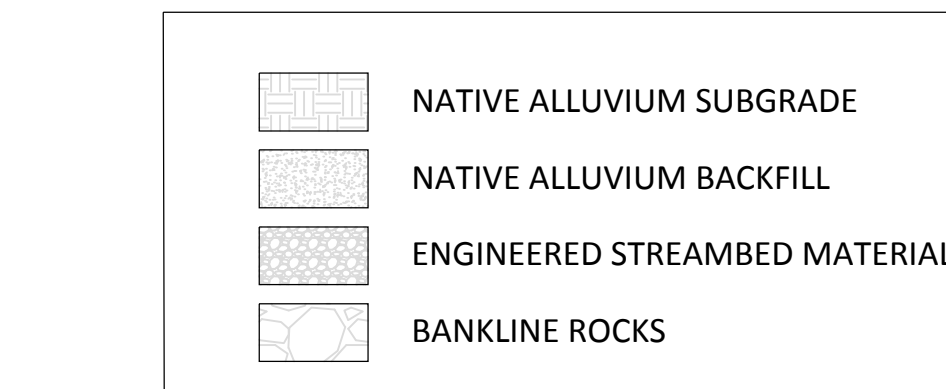 NATIVE ALLUVIUM SUBGRADE
NATIVE ALLUVIUM BACKFILL
ENGINEERED STREAMBED MATERIAL
BANKLINE ROCKS